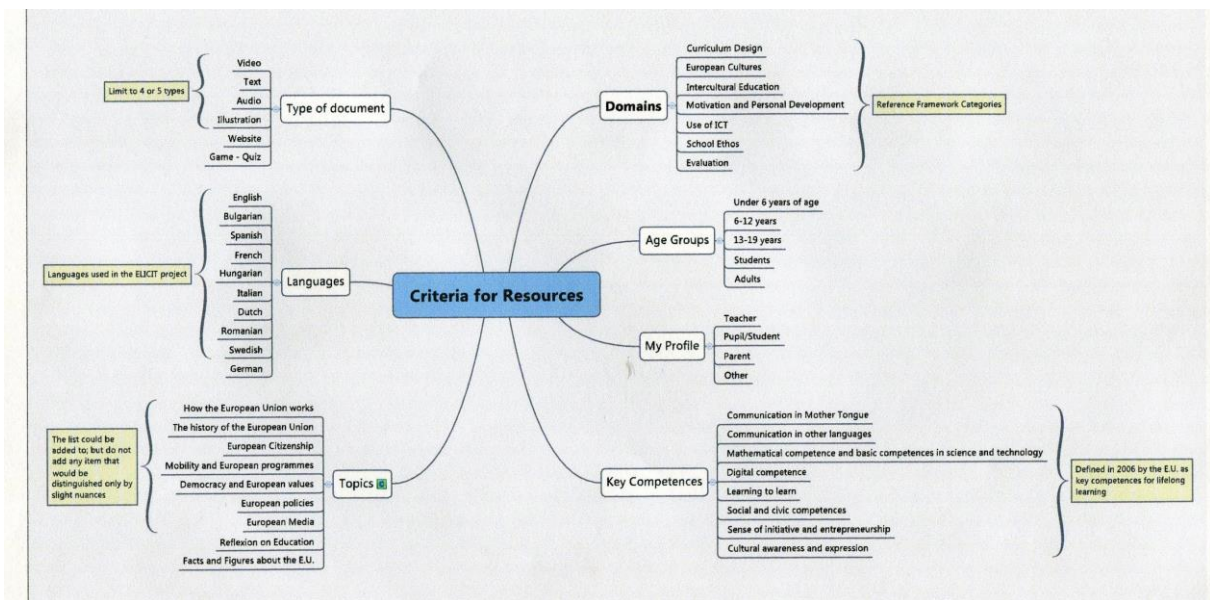 Criteria for Resources
Type of document
Video
Text
Audio
Illustration
Website
Game - Quiz
Limit to 4 or 5 types
Languages
English
Bulgarian
Spanish
French
Hungarian
Italian
Dutch
Romanian
Swedish
German
Languages used in the ELICIT project
Topics
How the European Union works
The history of the European Union
European Citizenship
Mobility and European programmes
Democracy and European values
European policies
European Media
Reflexion on Education
Facts and Figures about the E.U.
The list could be
added to; but do not
add any item that
would be
distinguished only by
slight nuances
Domains
Curriculum Design
European Cultures
Intercultural Education
Motivation and Personal Development
Use of ICT
School Ethos
Evaluation
Reference Framework Categories
Age Groups
Under 6 years of age
6-12 years
13-19 years
Students
Adults
My Profile
Teacher
Pupil/Student
Parent
Other
Key Competences
Communication in Mother Tongue
Communication in other languages
Mathematical competence and basic competences in science and technology
Digital competence
Learning to learn
Social and civic competences
Sense of initiative and entrepreneurship
Cultural awareness and expression
Defined in 2006 by the E.U. as
key competences for lifelong
learning